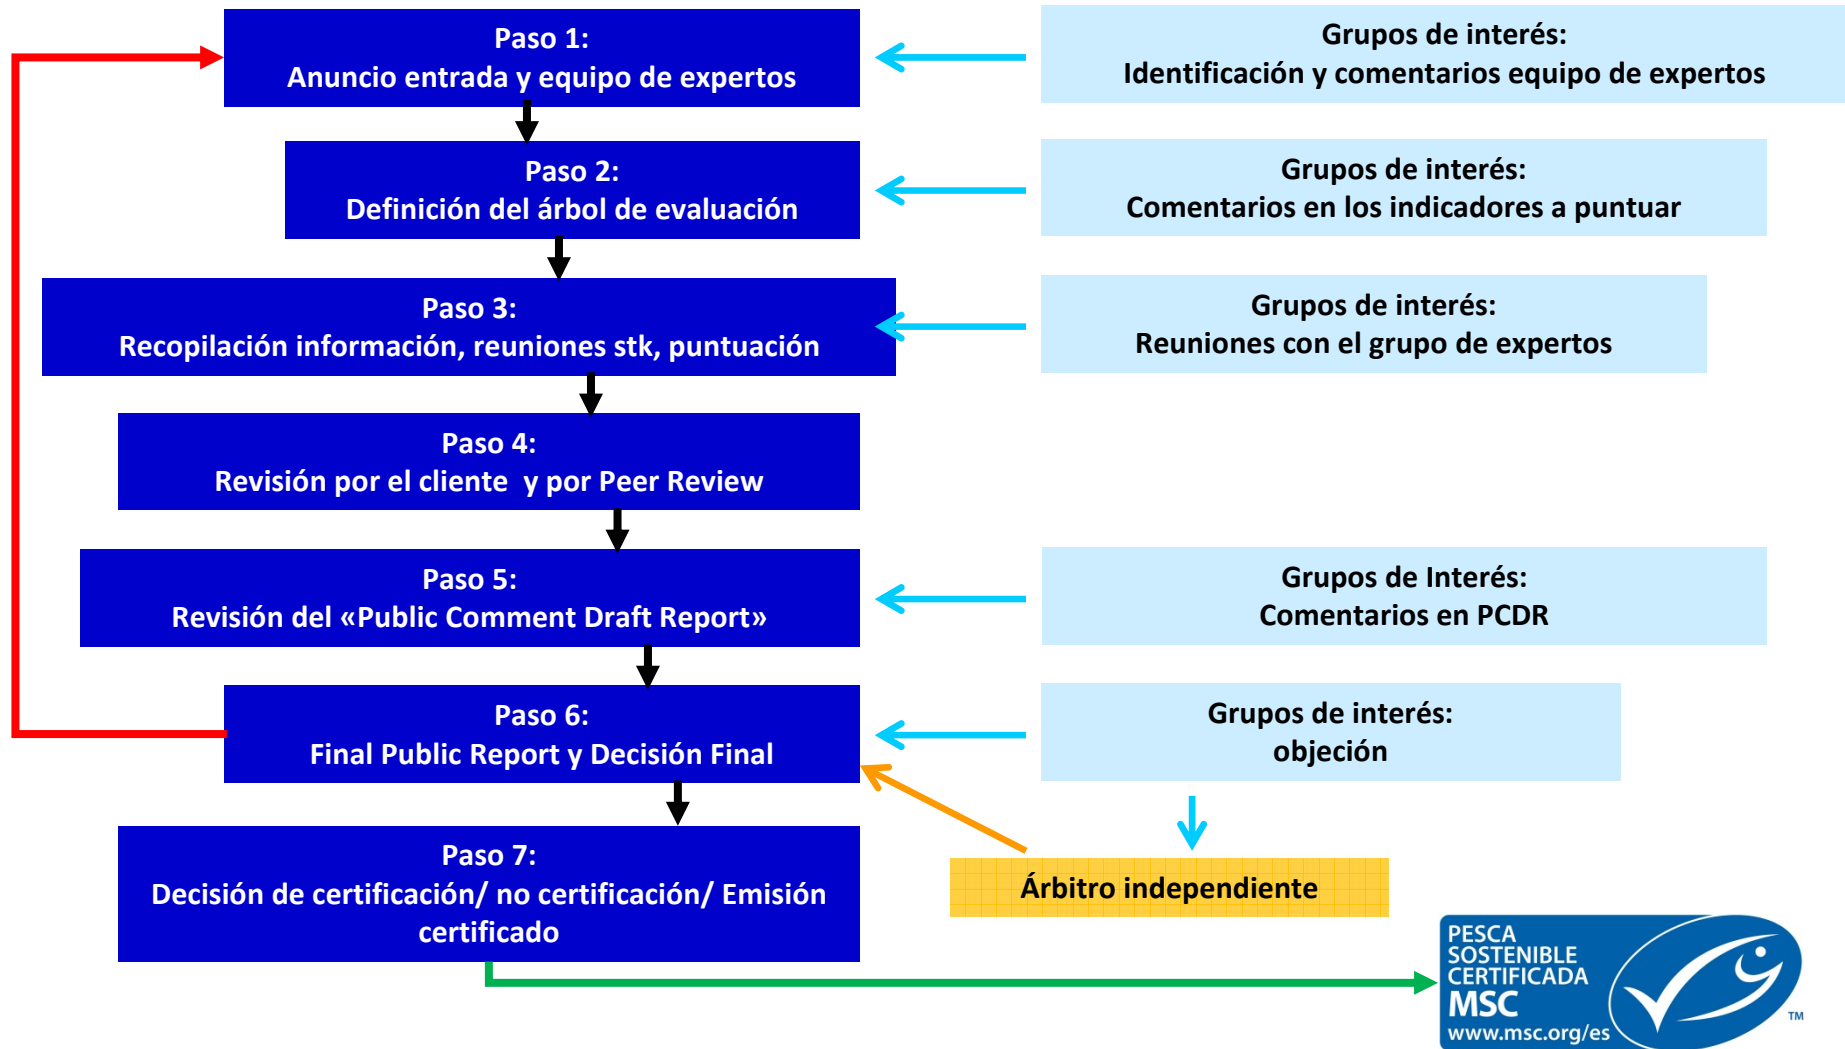 Paso 1:
Anuncio entrada y equipo de expertos
Grupos de interés:
Identificación y comentarios equipo de expertos
Paso 2:
Definición del árbol de evaluación
Grupos de interés:
Comentarios en los indicadores a puntuar
Paso 3:
Recopilación información, reuniones stk, puntuación
Grupos de interés:
Reuniones con el grupo de expertos
Paso 4:
Revisión por el cliente  y por Peer Review
Paso 5:
Revisión del «Public Comment Draft Report»
Grupos de Interés:
Comentarios en PCDR
Paso 6:
Final Public Report y Decisión Final
Grupos de interés:
objeción
Paso 7:
Decisión de certificación/ no certificación/ Emisión
certificado
Árbitro independiente
PESCA
SOSTENIBLE
CERTIFICADA
MSC
www.msc.org/es
TM